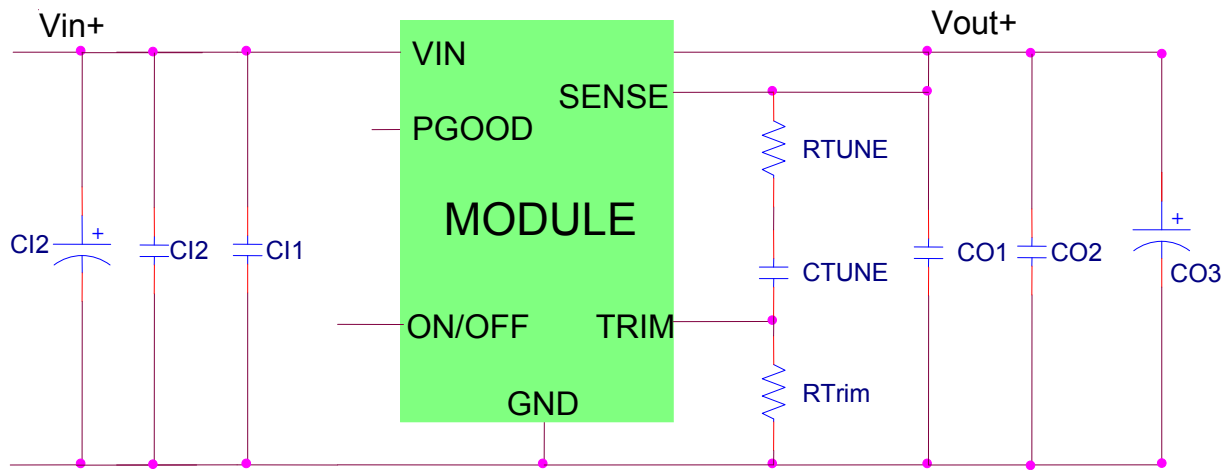 Vin+
Vout+
VIN
SENSE
PGOOD
RTUNE
MODULE
CI2
+
CI2
CI1
CTUNE
CO1
CO2
+
CO3
ON/OFF
TRIM
RTrim
GND